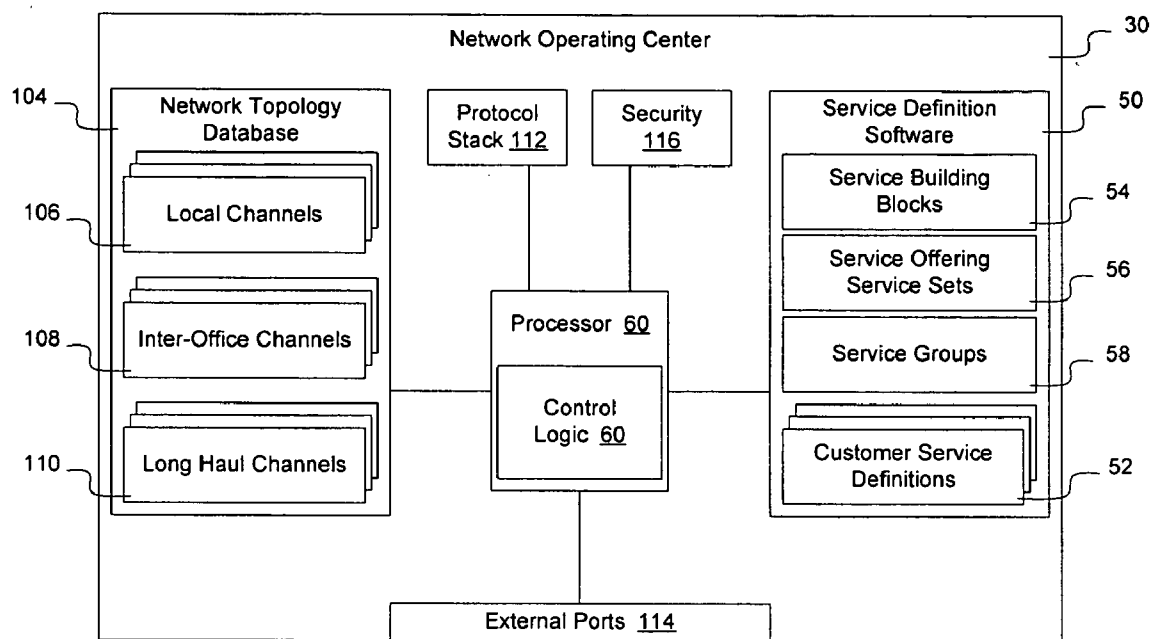 Network Operating Center
30
104
Network Topology
Database
Local Channels
106
Inter-Office Channels
108
Long Haul Channels
110
Protocol
Stack 112
Security
116
Processor 60
Control
Logic 60
External Ports 114
Service Definition
Software
50
Service Building
Blocks
54
Service Offering
Service Sets
56
Service Groups
58
Customer Service
Definitions
52